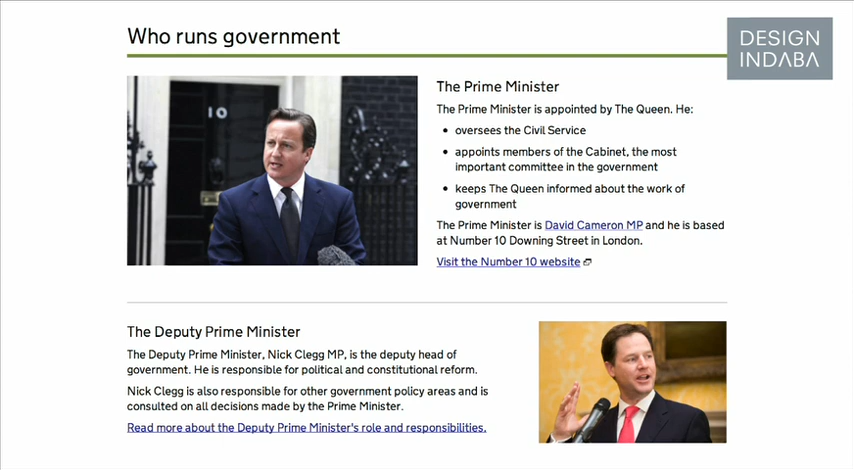 Who runs government
DESIGN
INDABA
10
The Prime Minister
The Prime Minister is appointed by The Queen. He:
• oversees the Civil Service
• appoints members of the Cabinet, the most
important committee in the government
• keeps The Queen informed about the work of
government
The Prime Minister is David Cameron MP and he is based
at Number 10 Downing Street in London.
Visit the Number 10 website
The Deputy Prime Minister
The Deputy Prime Minister, Nick Clegg MP, is the deputy head of
government. He is responsible for political and constitutional reform.
Nick Clegg is also responsible for other government policy areas and is
consulted on all decisions made by the Prime Minister.
Read more about the Deputy Prime Minister's role and responsibilities.